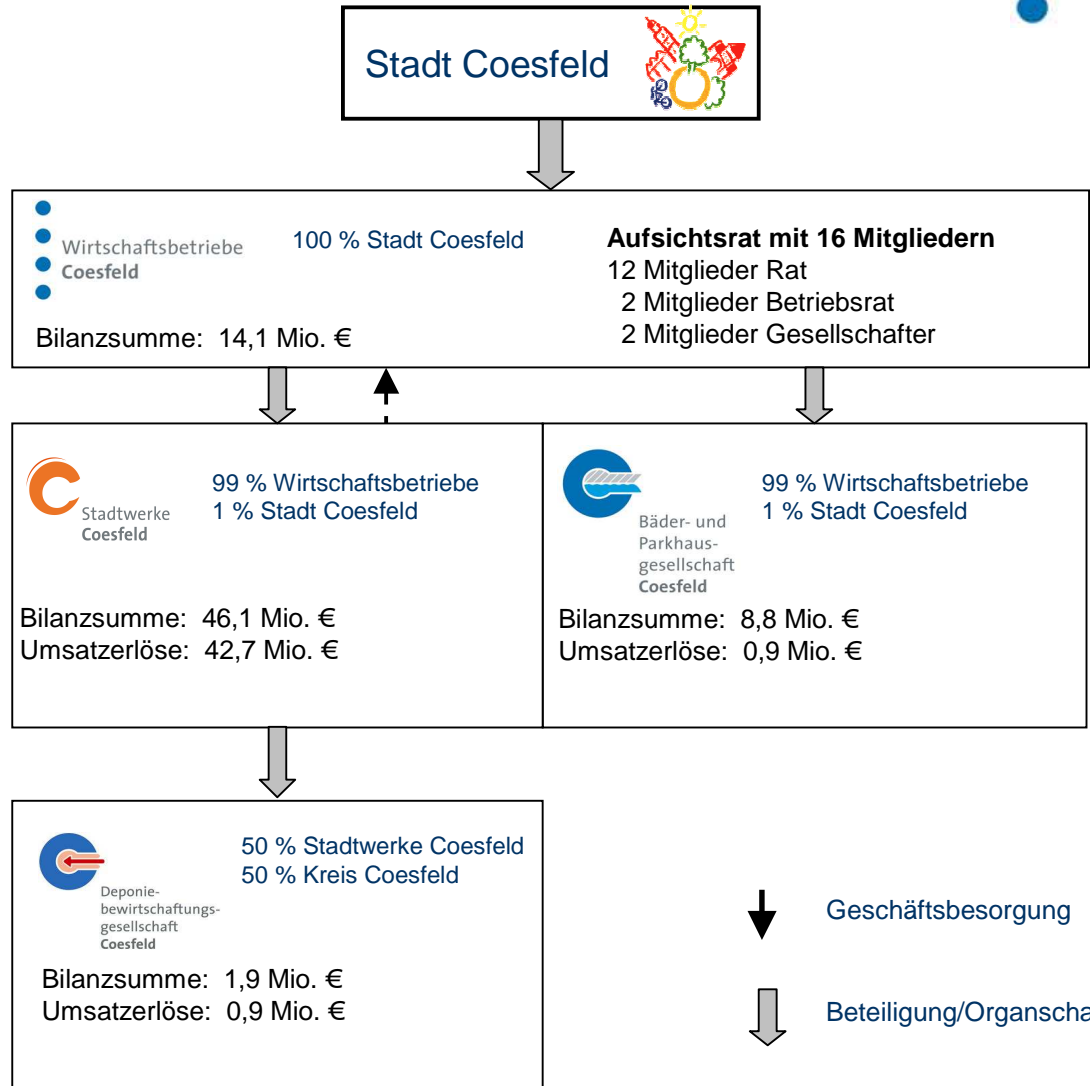 Stadt Coesfeld
Wirtschaftsbetriebe
Coesfeld
100 % Stadt Coesfeld
Bilanzsumme: 14,1 Mio. €
Aufsichtsrat mit 16 Mitgliedern
12 Mitglieder Rat
2 Mitglieder Betriebsrat
2 Mitglieder Gesellschafter
Stadtwerke
Coesfeld
99 % Wirtschaftsbetriebe
1 % Stadt Coesfeld
Bilanzsumme: 46,1 Mio. €
Umsatzerlöse: 42,7 Mio. €
Bäder- und
Parkhaus-
gesellschaft
Coesfeld
99 % Wirtschaftsbetriebe
1 % Stadt Coesfeld
Bilanzsumme: 8,8 Mio. €
Umsatzerlöse: 0,9 Mio. €
Deponie-
bewirtschaftungs-
gesellschaft
Coesfeld
50 % Stadtwerke Coesfeld
50 % Kreis Coesfeld
Bilanzsumme: 1,9 Mio. €
Umsatzerlöse: 0,9 Mio. €
Geschäftsbesorgung
Beteiligung/Organscha